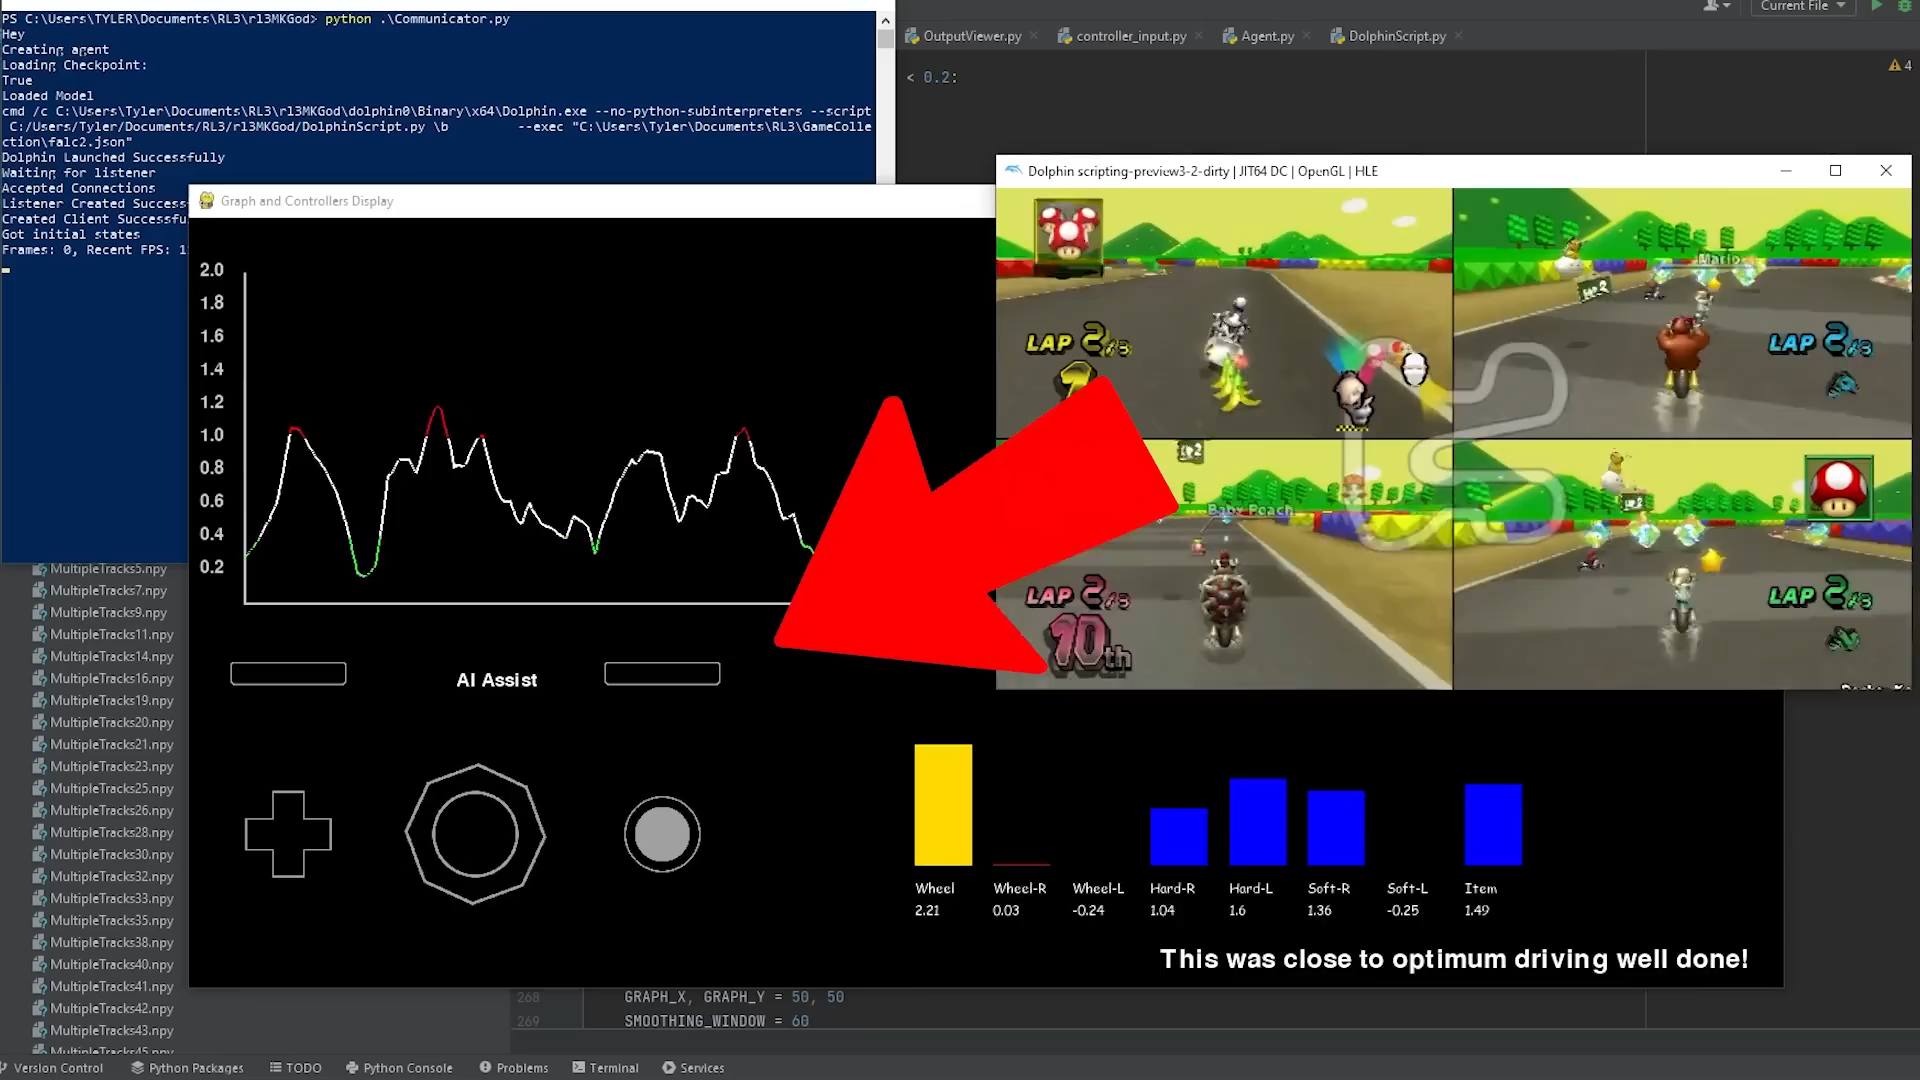 PS C:\Users\TYLER\Documents\RL3\rl3MKGod> python .\Communicator.py
Hey
Creating agent
Loading Checkpoint:
True
Loaded Model
cmd /c C:\Users\Tyler\Documents\RL3\rl3MKGod\dolphin0\Binary\x64\Dolphin.exe --no-python-subinterpreters --script
C:/Users/Tyler/Documents/RL3/rl3MKGod/DolphinScript.py \b --exec "C:\Users\Tyler\Documents\RL3\GameColle
ction\falc2.json"
Dolphin Launched Successfully
Waiting for listener
Accepted Connections
Listener Created Success
Created Client Successfu
Got initial states
Frames: 0, Recent FPS: 1
Current File
OutputViewer.py
controller_input.py
Agent.py
DolphinScript.py
< 0.2:
4
Dolphin scripting-preview3-2-dirty | JIT64 DC | OpenGL | HLE
LAP 2/3
Mario
LAP 2
LAP 2/3
Baby Peach
LAP 2/3
10th
LAP 2/3
Graph and Controllers Display
2.0
1.8
1.6
1.4
1.2
1.0
0.8
0.6
0.4
0.2
AI Assist
Wheel
Wheel-R
Wheel-L
Hard-R
Hard-L
Soft-R
Soft-L
Item
2.21
0.03
-0.24
1.04
1.6
1.36
-0.25
1.49
This was close to optimum driving well done!
MultipleTracks5.npy
MultipleTracks7.npy
MultipleTracks9.npy
MultipleTracks11.npy
MultipleTracks14.npy
MultipleTracks16.npy
MultipleTracks19.npy
MultipleTracks20.npy
MultipleTracks21.npy
MultipleTracks23.npy
MultipleTracks25.npy
MultipleTracks26.npy
MultipleTracks28.npy
MultipleTracks30.npy
MultipleTracks32.npy
MultipleTracks33.npy
MultipleTracks35.npy
MultipleTracks38.npy
MultipleTracks40.npy
MultipleTracks41.npy
MultipleTracks42.npy
MultipleTracks43.npy
MultipleTracks45.npy
268 GRAPH_X, GRAPH_Y = 50, 50
269 SMOOTHING_WINDOW = 60
Version Control
Python Packages
TODO
Python Console
Problems
Terminal
Services